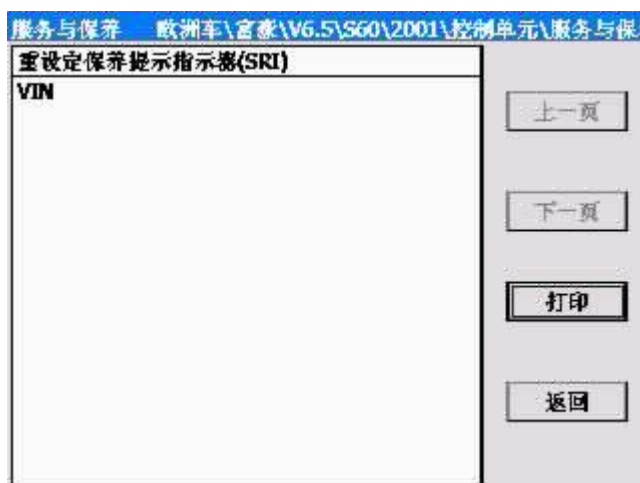 服务与保养 欧洲车\富豪\V6.5\S60\2001\控制单元\服务与保
重设定保养提示指示器(SRI)
VIN
上一页
下一页
打印
返回